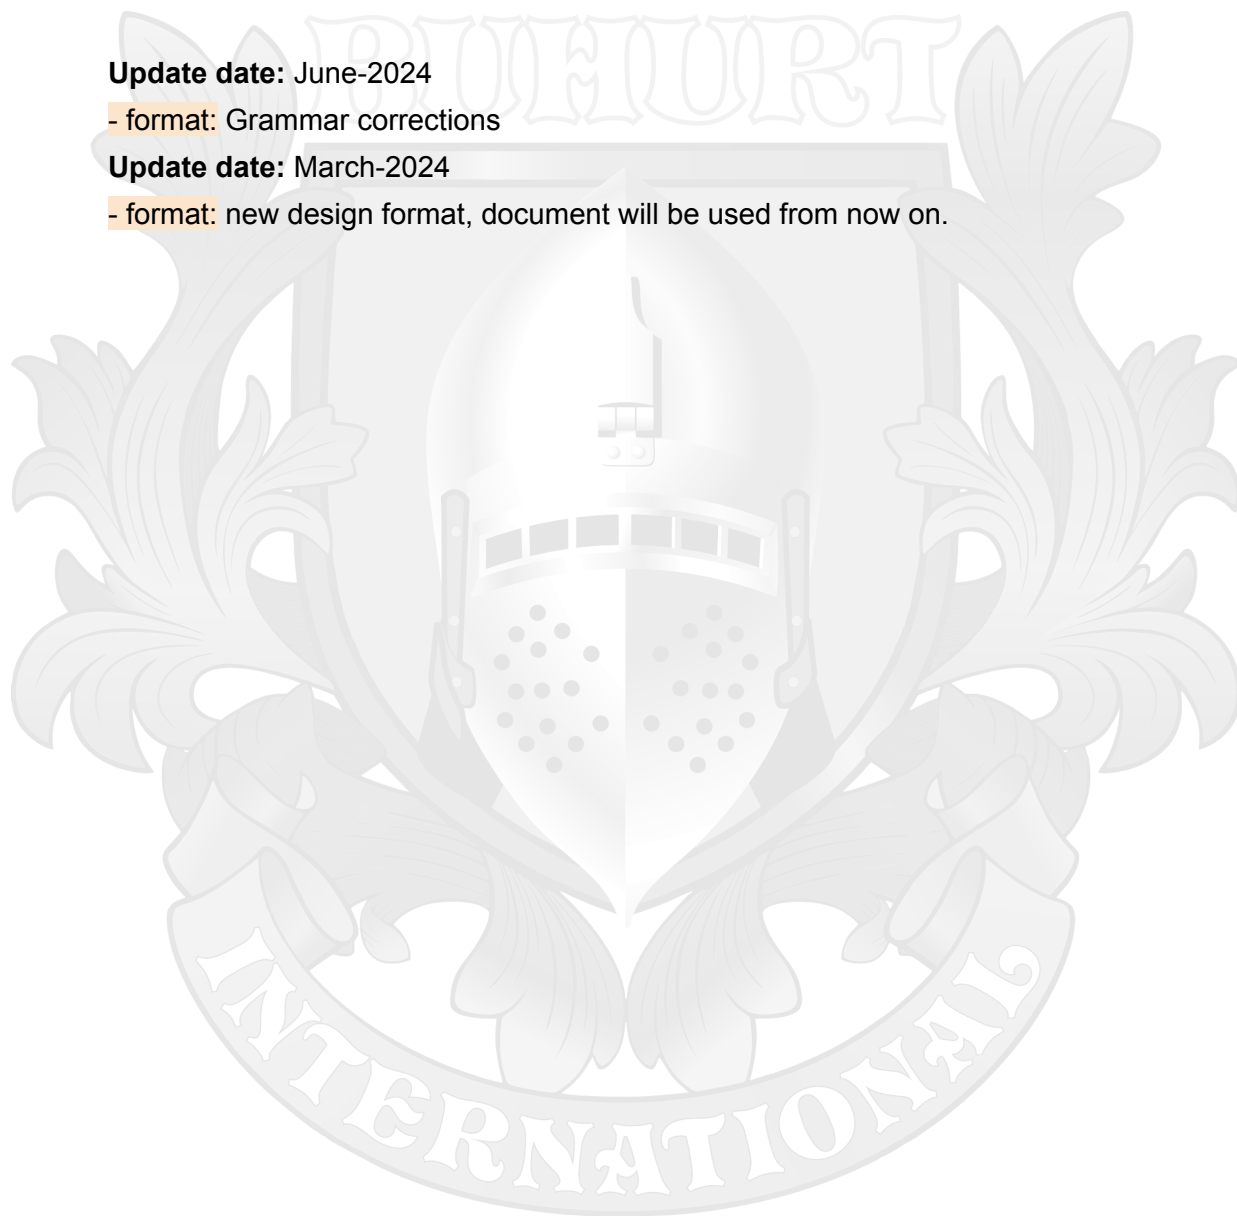 BUHURT
Update date: June-2024
- format: Grammar corrections
Update date: March-2024
- format: new design format, document will be used from now on.
INTERNATIONAL